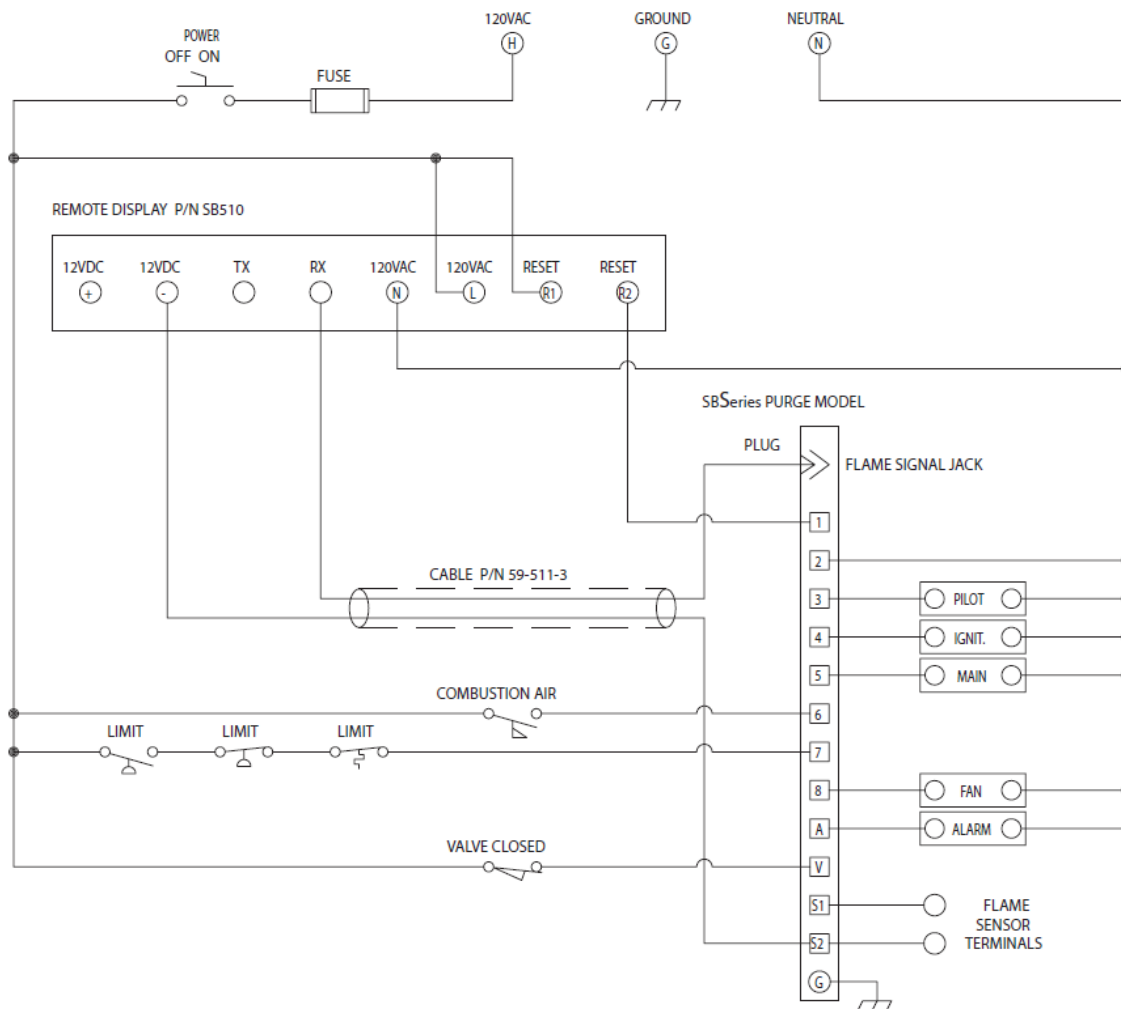 120VAC
GROUND
NEUTRAL
H
G
N
POWER
OFF ON
FUSE
REMOTE DISPLAY P/N SB510
12VDC
12VDC
TX
RX
120VAC
120VAC
RESET
RESET
+
-
N
L
R1
R2
SBSeries PURGE MODEL
PLUG
FLAME SIGNAL JACK
1
2
CABLE P/N 59-511-3
3
PILOT
4
IGNIT.
5
MAIN
COMBUSTION AIR
6
LIMIT
LIMIT
LIMIT
7
8
FAN
A
ALARM
VALVE CLOSED
V
S1
FLAME
SENSOR
TERMINALS
S2
G